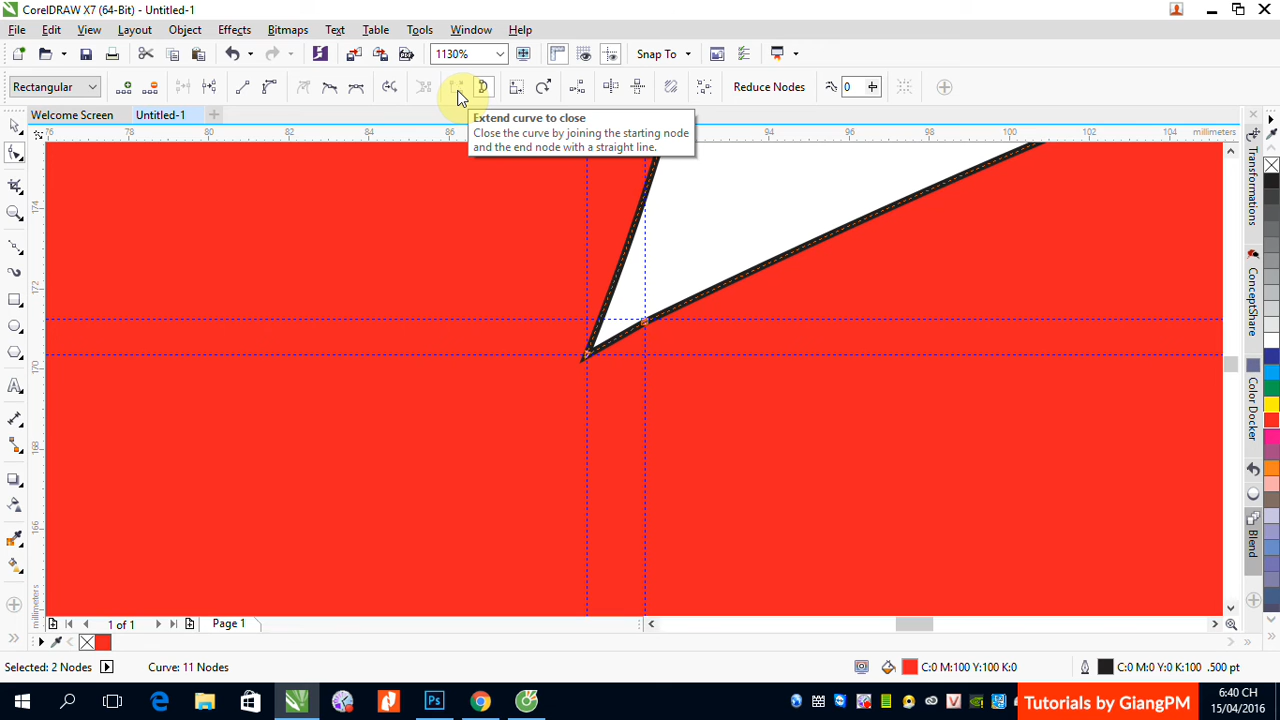 CorelDRAW X7 (64-Bit) - Untitled-1
File Edit View Layout Object Effects Bitmaps Text Table Tools Window Help
1130% Snap To
Rectangular 0 Reduce Nodes
Welcome Screen Untitled-1
Extend curve to close
Close the curve by joining the starting node
and the end node with a straight line.
76 78 80 82 84 86 94 96 98 100 102 104 millimeters
174
172
170
168
166
millimeters
Transformations
ConceptShare
Color Docker
Blend
1 of 1 Page 1
Selected: 2 Nodes Curve: 11 Nodes C:0 M:100 Y:100 K:0 C:0 M:0 Y:0 K:100 .500 pt
Ps 6:40 CH
Tutorials by GiangPM 15/04/2016